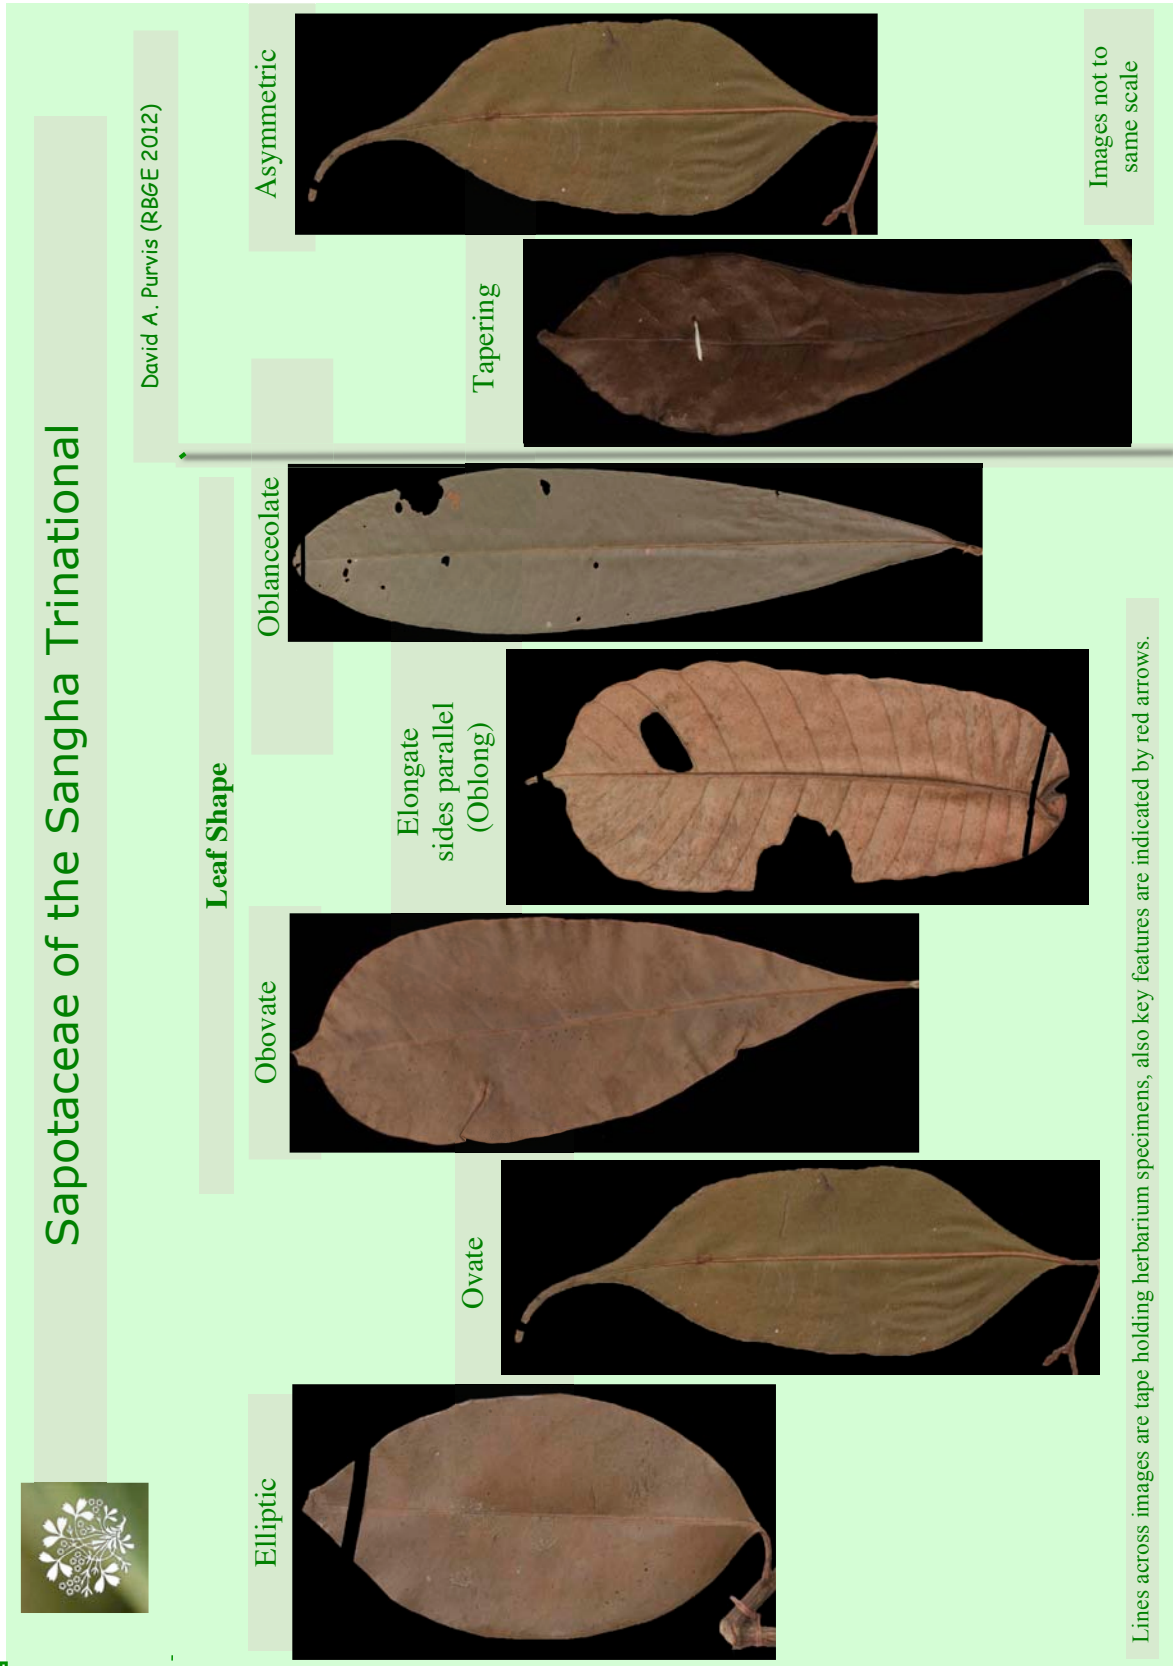 Sapotaceae of the Sangha Trinational
David A. Purvis (RBGE 2012)
Leaf Shape
Elliptic
Ovate
Obovate
Elongate
sides parallel
(Oblong)
Oblanceolate
Tapering
Asymmetric
Images not to
same scale
Lines across images are tape holding herbarium specimens, also key features are indicated by red arrows.